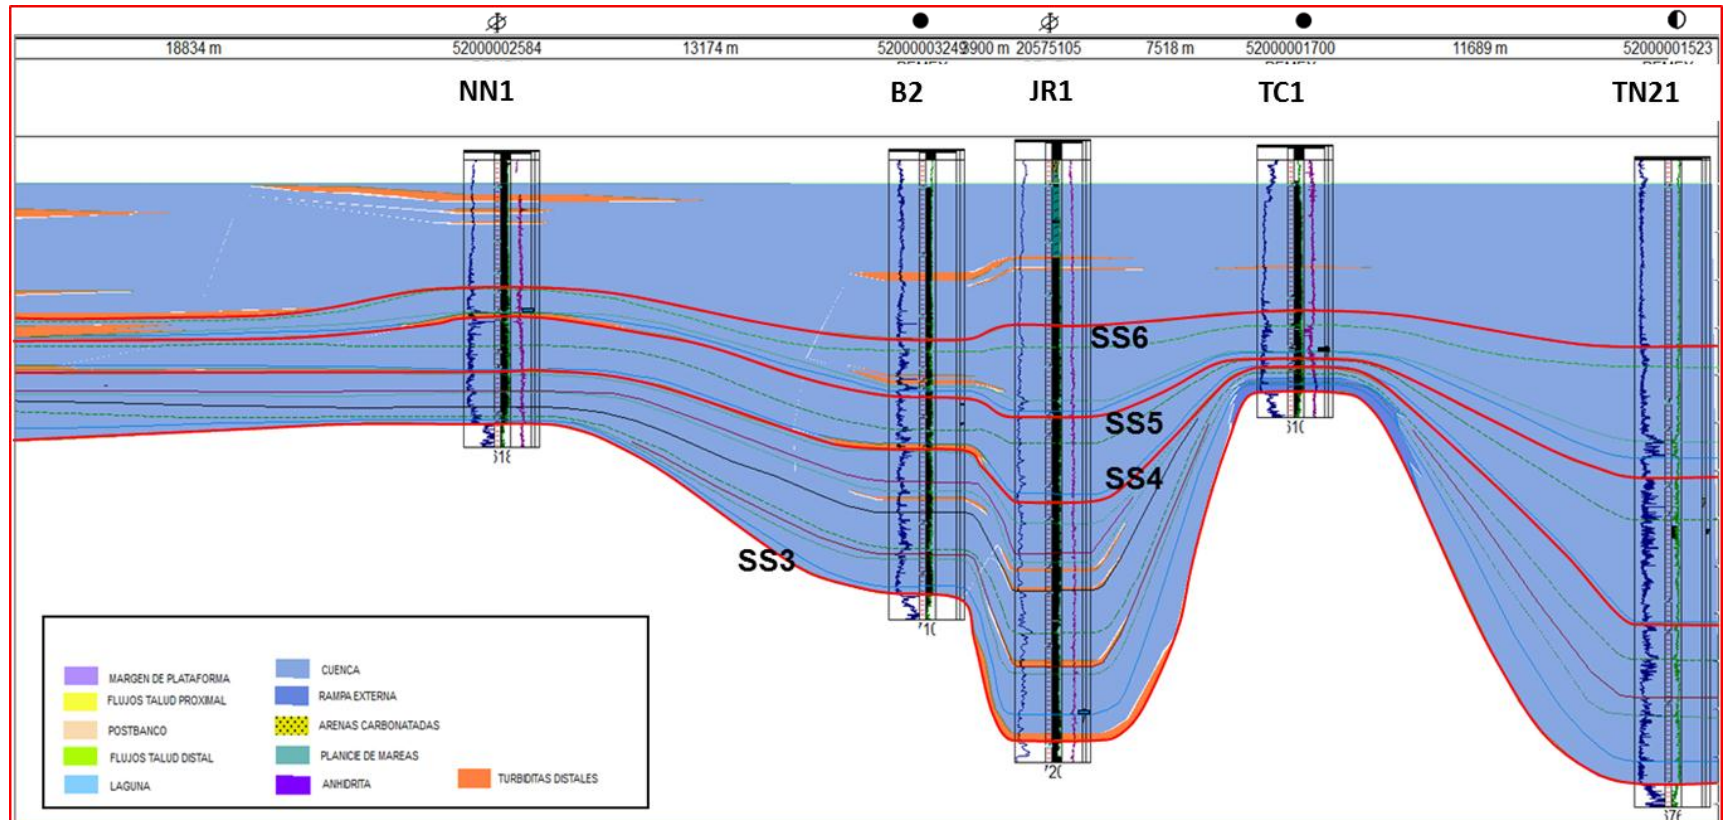 18834 m 52000002584 13174 m 52000003249 3900 m 20575105 7518 m 52000001700 11689 m 52000001523
NN1 B2 JR1 TC1 TN21
SS6
SS5
SS4
SS3
MARGEN DE PLATAFORMA
FLUJOS TALUD PROXIMAL
POSTBANCO
FLUJOS TALUD DISTAL
LAGUNA
CUENCA
RAMPA EXTERNA
ARENAS CARBONATADAS
PLANICIE DE MAREAS
ANHIDRITA
TURBIDITAS DISTALES